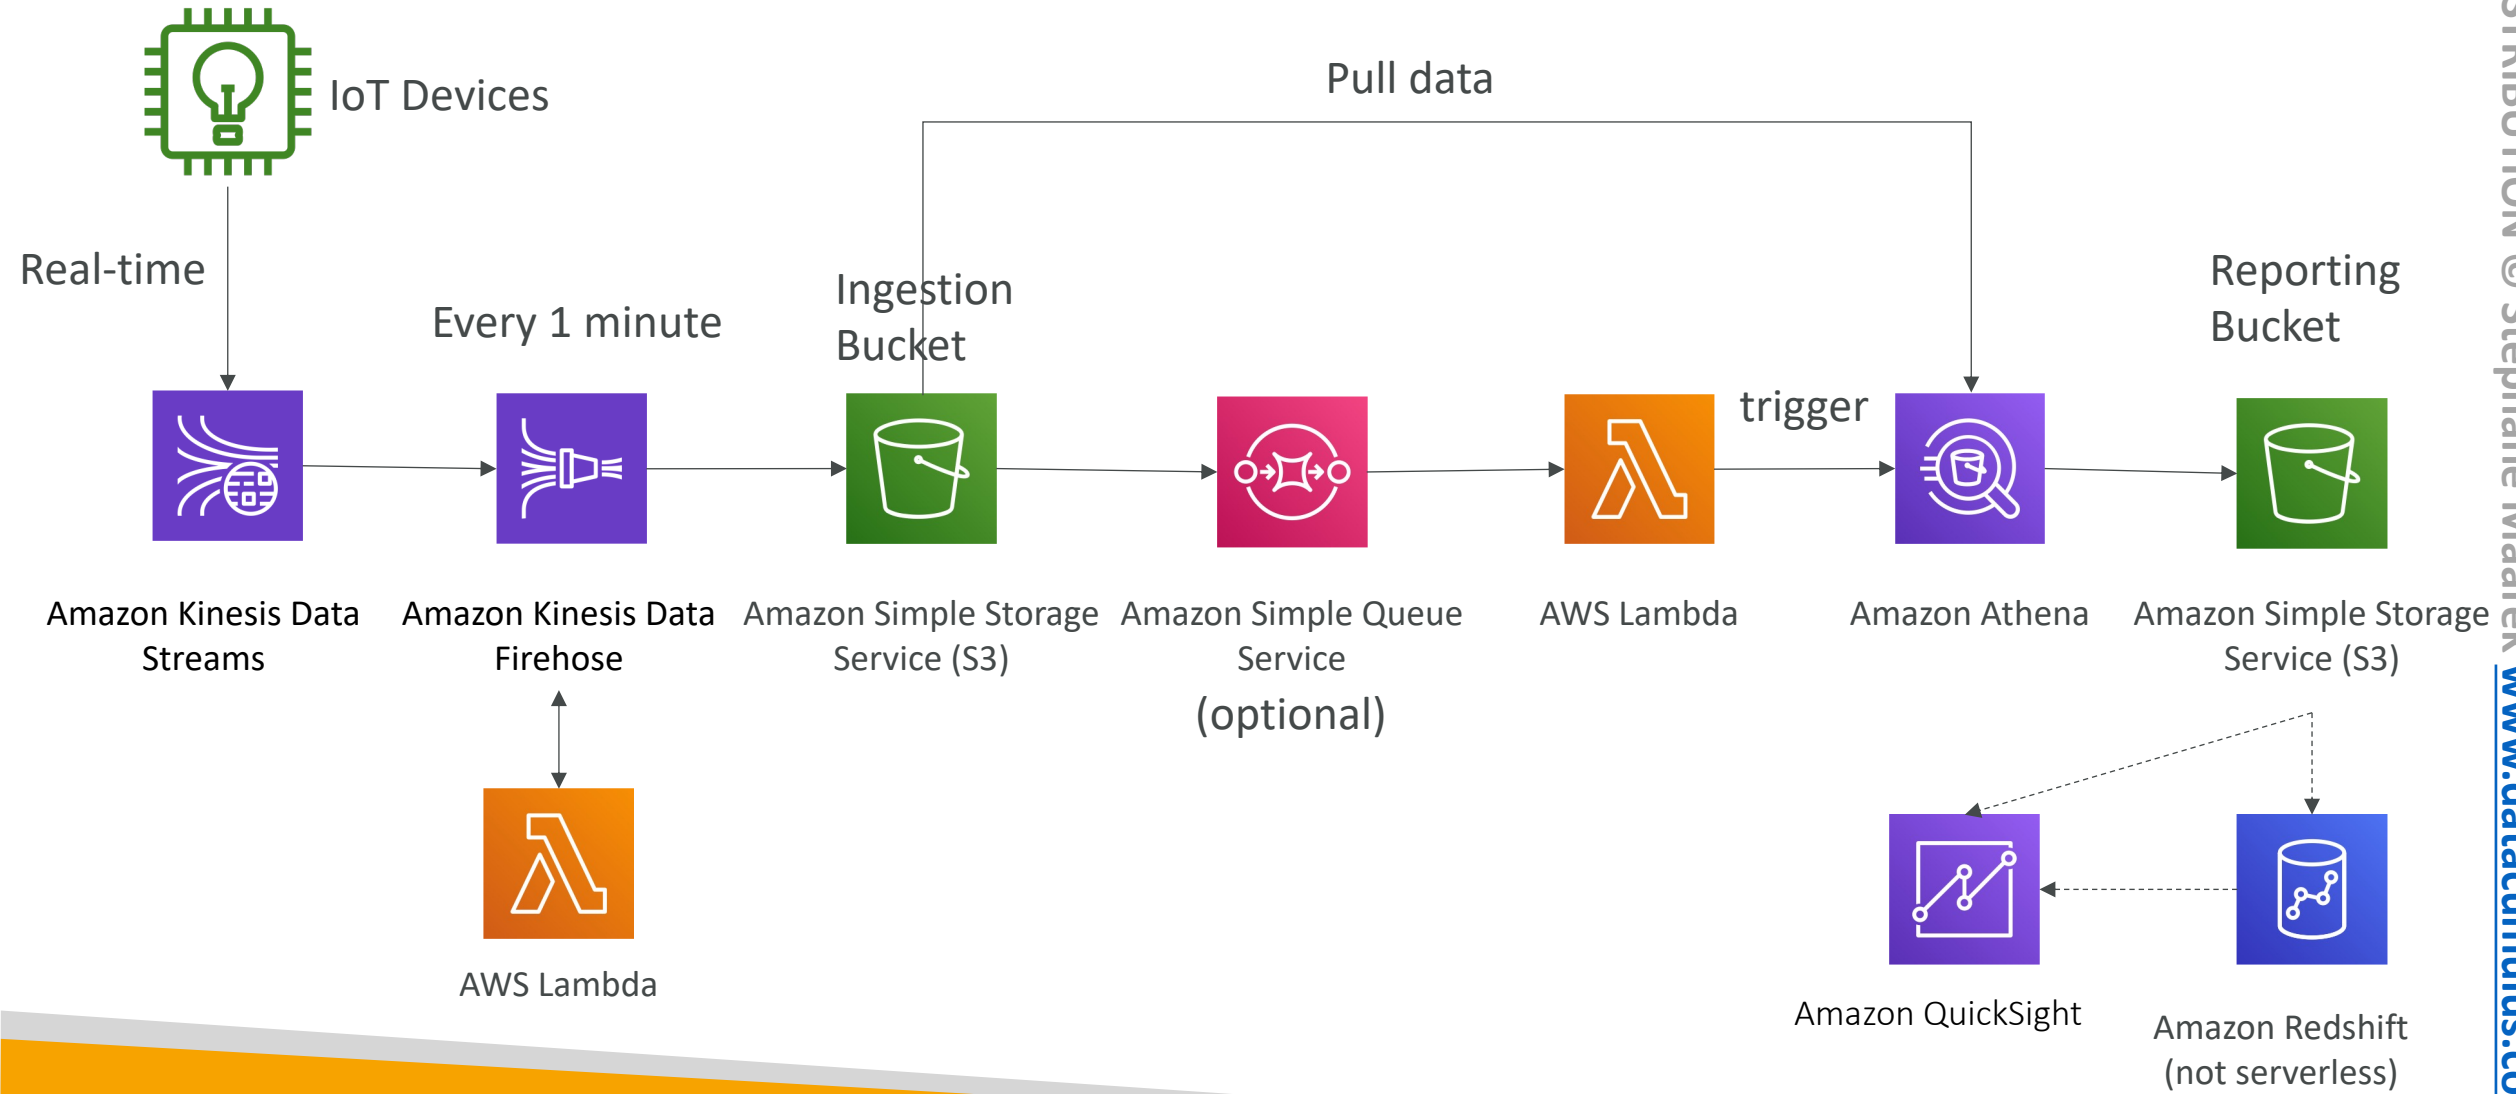 IoT Devices
Pull data
Real-time
Every 1 minute
Ingestion
Bucket
trigger
Reporting
Bucket
Amazon Kinesis Data
Streams
Amazon Kinesis Data
Firehose
Amazon Simple Storage
Service (S3)
Amazon Simple Queue
Service
(optional)
AWS Lambda
Amazon Athena
Amazon Simple Storage
Service (S3)
AWS Lambda
Amazon QuickSight
Amazon Redshift
(not serverless)
© Stephane Maarek